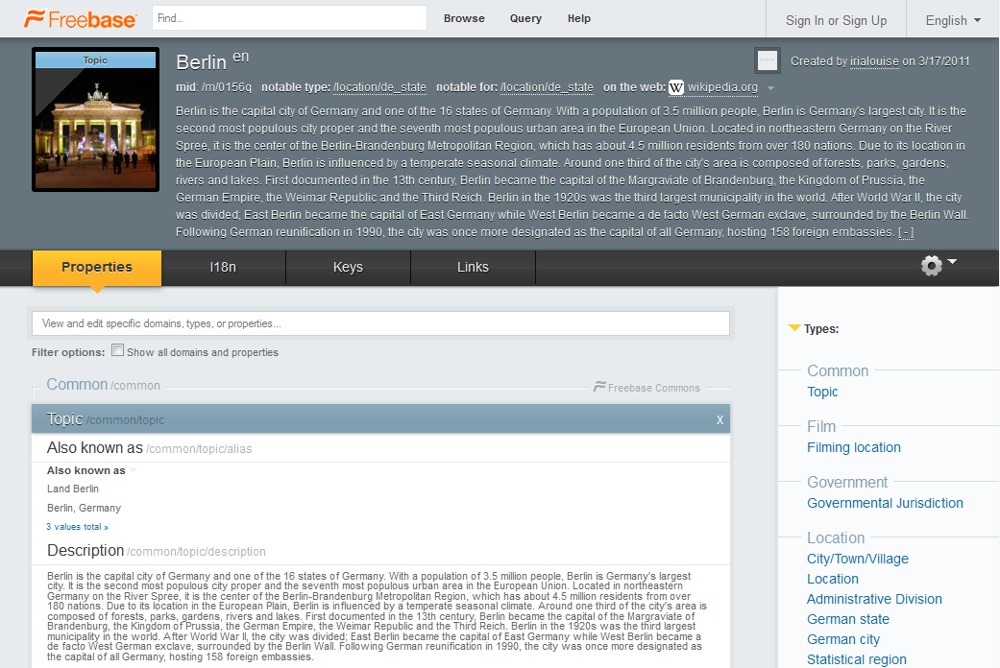 Freebase
Find...
Browse
Query
Help
Sign In or Sign Up
English
Topic
Berlin en
Created by irialouise on 3/17/2011
mid: /m/0156q notable type: /location/de_state notable for: /location/de_state on the web: W wikipedia.org
Berlin is the capital city of Germany and one of the 16 states of Germany. With a population of 3.5 million people, Berlin is Germany's largest city. It is the
second most populous city proper and the seventh most populous urban area in the European Union. Located in northeastern Germany on the River
Spree, it is the center of the Berlin-Brandenburg Metropolitan Region, which has about 4.5 million residents from over 180 nations. Due to its location in
the European Plain, Berlin is influenced by a temperate seasonal climate. Around one third of the city's area is composed of forests, parks, gardens,
rivers and lakes. First documented in the 13th century, Berlin became the capital of the Margraviate of Brandenburg, the Kingdom of Prussia, the
German Empire, the Weimar Republic and the Third Reich. Berlin in the 1920s was the third largest municipality in the world. After World War II, the city
was divided; East Berlin became the capital of East Germany while West Berlin became a de facto West German exclave, surrounded by the Berlin Wall.
Following German reunification in 1990, the city was once more designated as the capital of all Germany, hosting 158 foreign embassies. [ - ]
Properties
I18n
Keys
Links
View and edit specific domains, types, or properties...
Filter options: Show all domains and properties
Common /common
Freebase Commons
Topic /common/topic
X
Also known as /common/topic/alias
Also known as
Land Berlin
Berlin, Germany
3 values total »
Description /common/topic/description
Berlin is the capital city of Germany and one of the 16 states of Germany. With a population of 3.5 million people, Berlin is Germany's largest
city. It is the second most populous city proper and the seventh most populous urban area in the European Union. Located in northeastern
Germany on the River Spree, it is the center of the Berlin-Brandenburg Metropolitan Region, which has about 4.5 million residents from over
180 nations. Due to its location in the European Plain, Berlin is influenced by a temperate seasonal climate. Around one third of the city's area is
composed of forests, parks, gardens, rivers and lakes. First documented in the 13th century, Berlin became the capital of the Margraviate of
Brandenburg, the Kingdom of Prussia, the German Empire, the Weimar Republic and the Third Reich. Berlin in the 1920s was the third largest
municipality in the world. After World War II, the city was divided; East Berlin became the capital of East Germany while West Berlin became a
de facto West German exclave, surrounded by the Berlin Wall. Following German reunification in 1990, the city was once more designated as
the capital of all Germany, hosting 158 foreign embassies.
Types:
Common
Topic
Film
Filming location
Government
Governmental Jurisdiction
Location
City/Town/Village
Location
Administrative Division
German state
German city
Statistical region